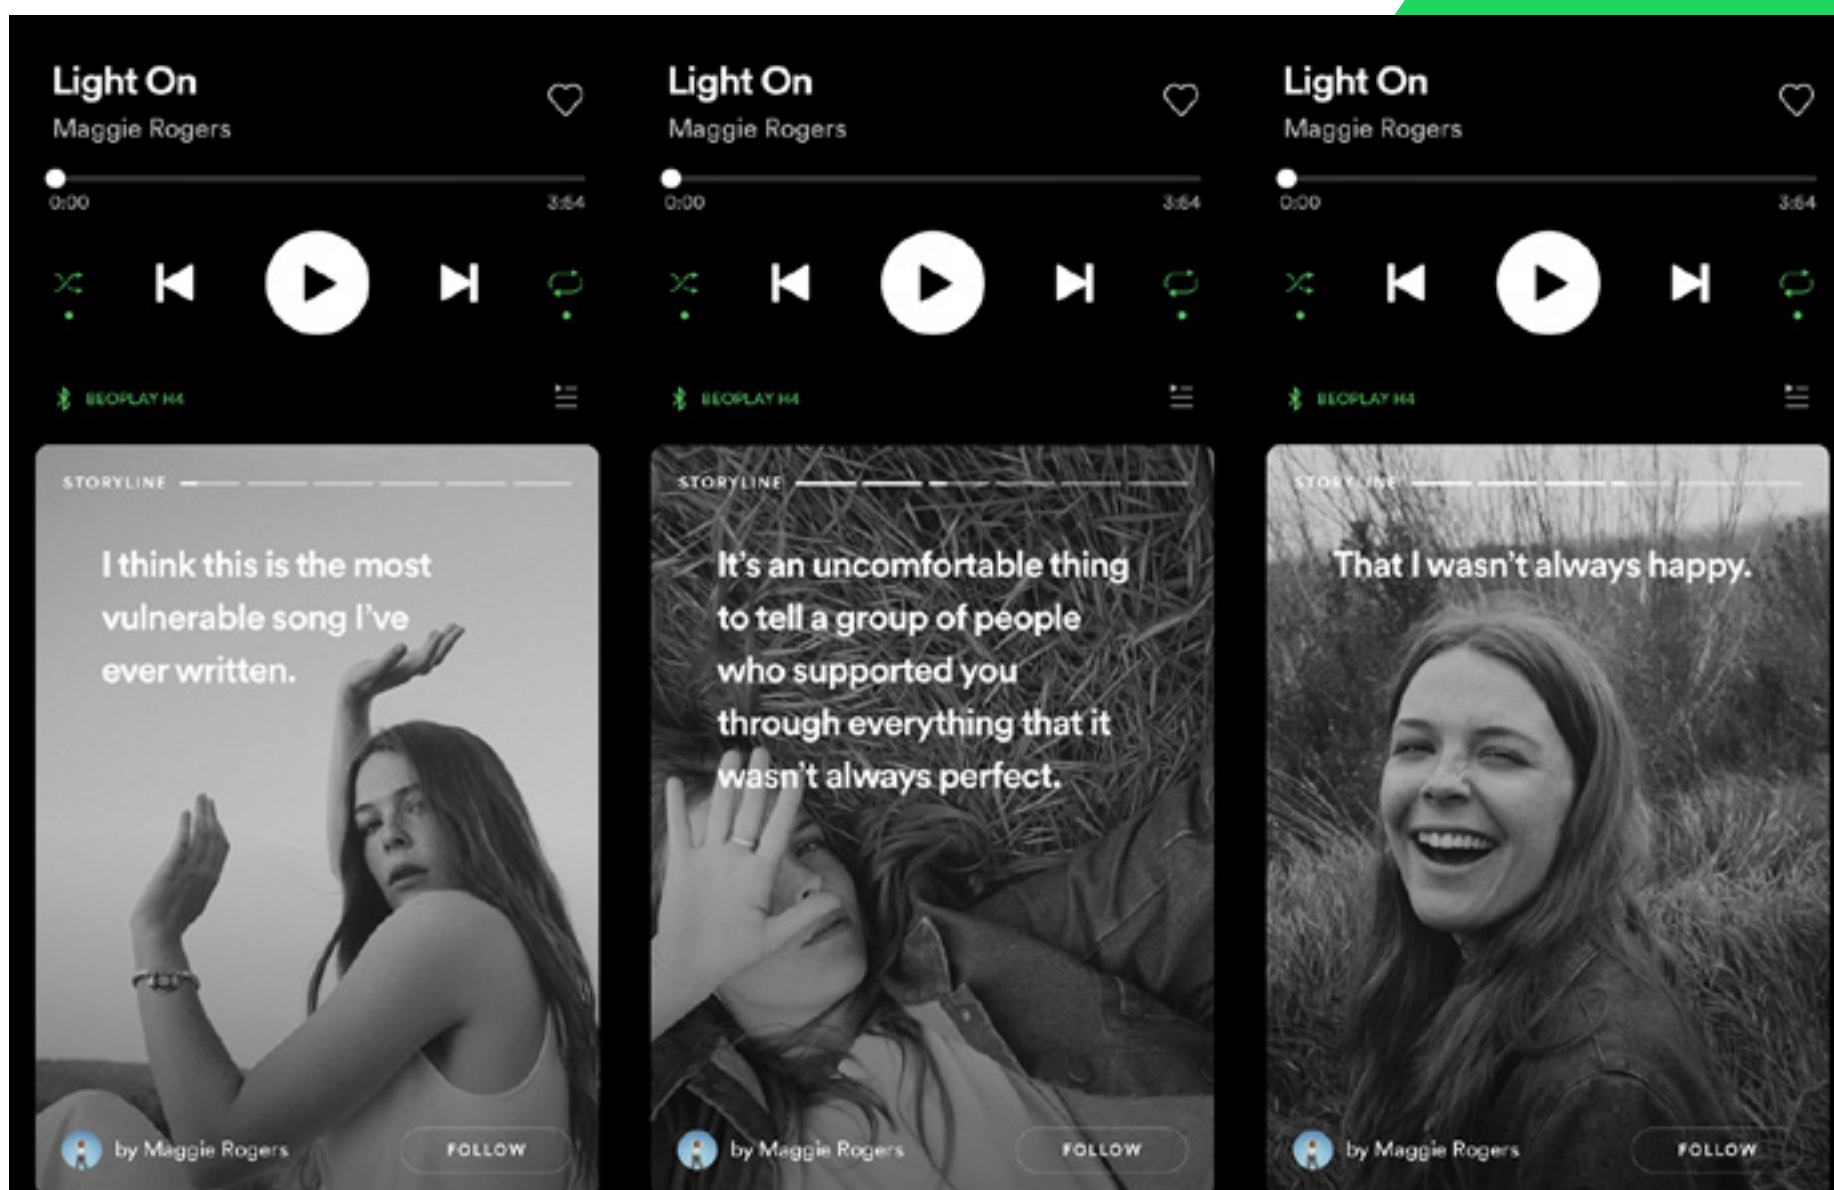 Light On
Maggie Rogers
0:00 3:54
BEOPLAY H4
STORYLINE
I think this is the most
vulnerable song I've
ever written.
by Maggie Rogers
FOLLOW
Light On
Maggie Rogers
0:00 3:54
BEOPLAY H4
STORYLINE
It's an uncomfortable thing
to tell a group of people
who supported you
through everything that it
wasn't always perfect.
by Maggie Rogers
FOLLOW
Light On
Maggie Rogers
0:00 3:54
BEOPLAY H4
STORYLINE
That I wasn't always happy.
by Maggie Rogers
FOLLOW